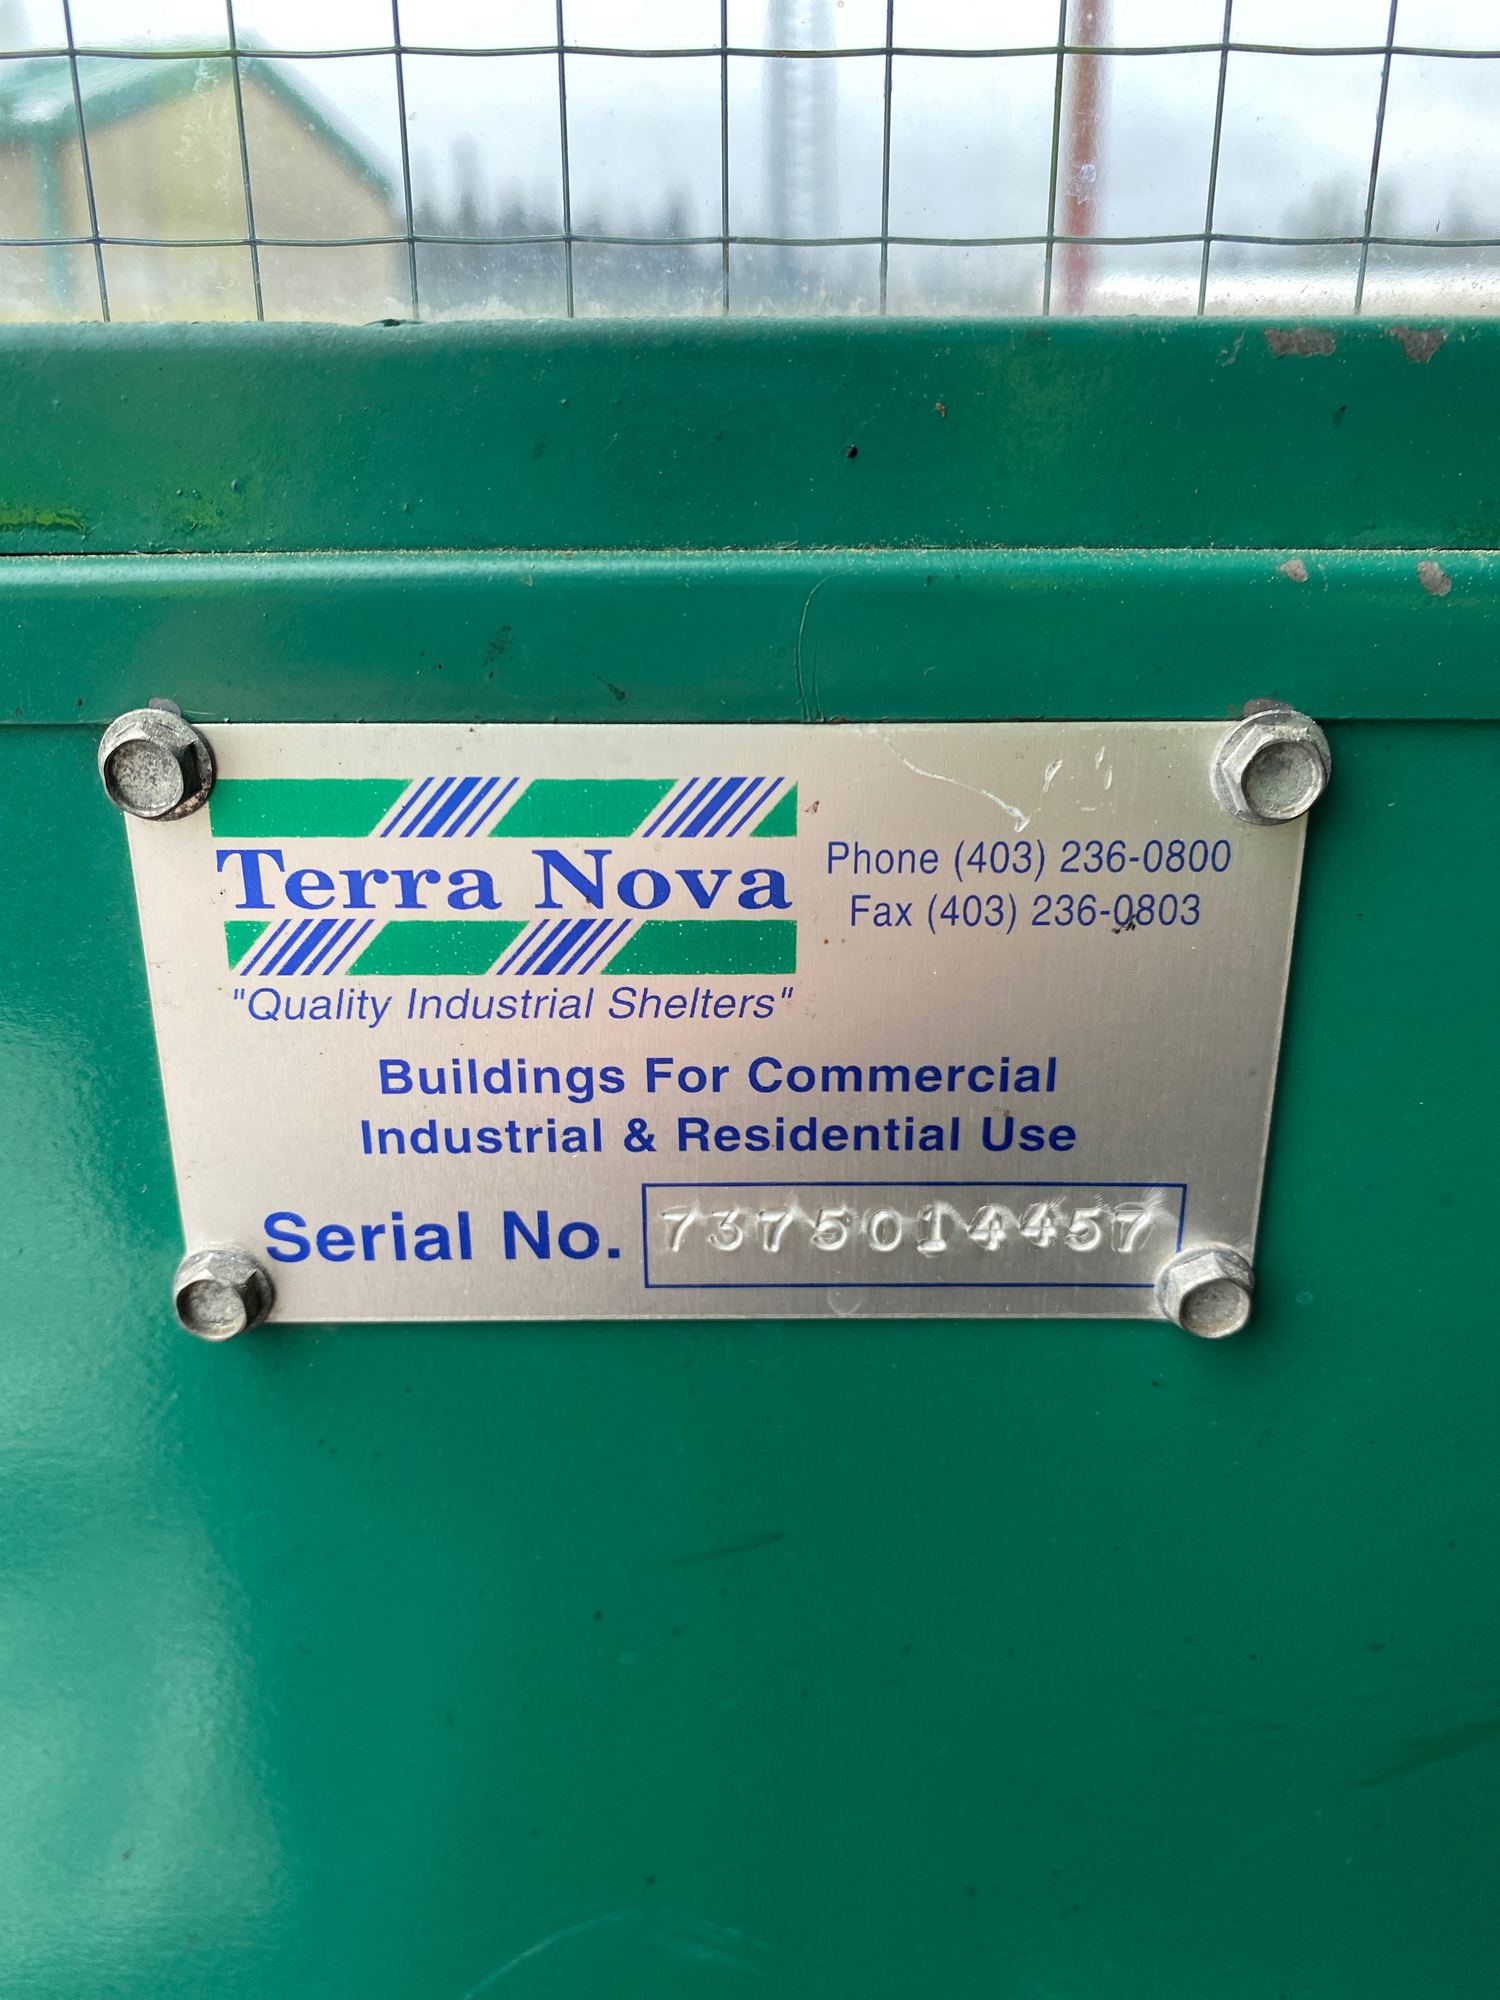 Terra Nova
"Quality Industrial Shelters"
Phone (403) 236-0800
Fax (403) 236-0803
Buildings For Commercial
Industrial & Residential Use
Serial No. 7375014457